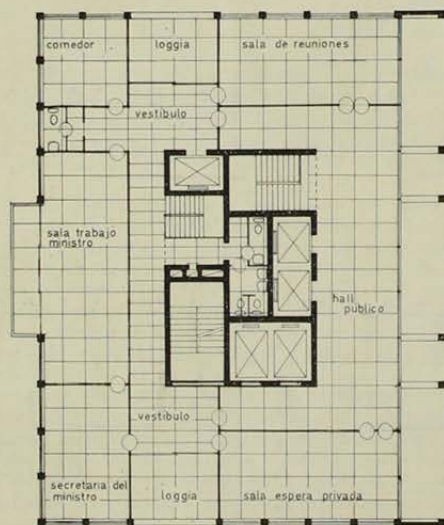 comedor
loggia
sala de reuniones
vestibulo
sala trabajo
ministro
hall
publico
vestibulo
secretaria del
ministro
loggia
sala espera privada